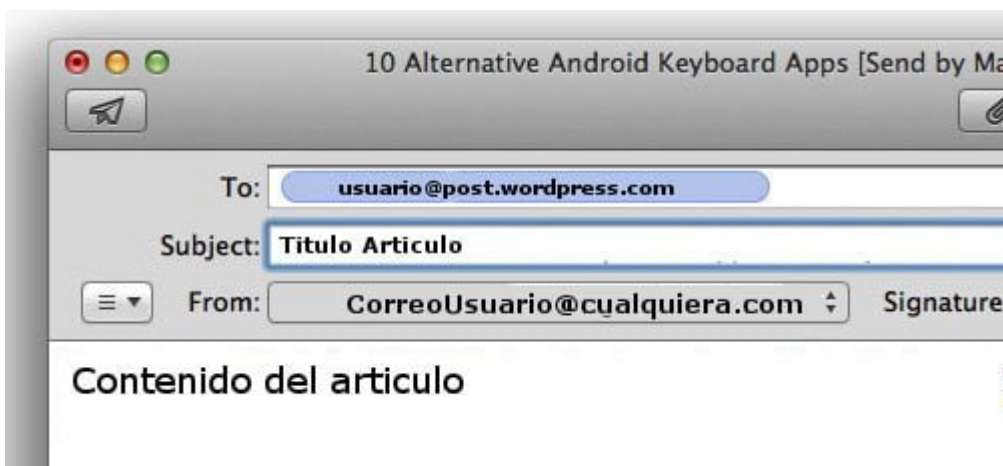 10 Alternative Android Keyboard Apps [Send by Ma
To: usuario@post.wordpress.com
Subject: Titulo Articulo
From: CorreoUsuario@cualquiera.com Signature
Contenido del articulo